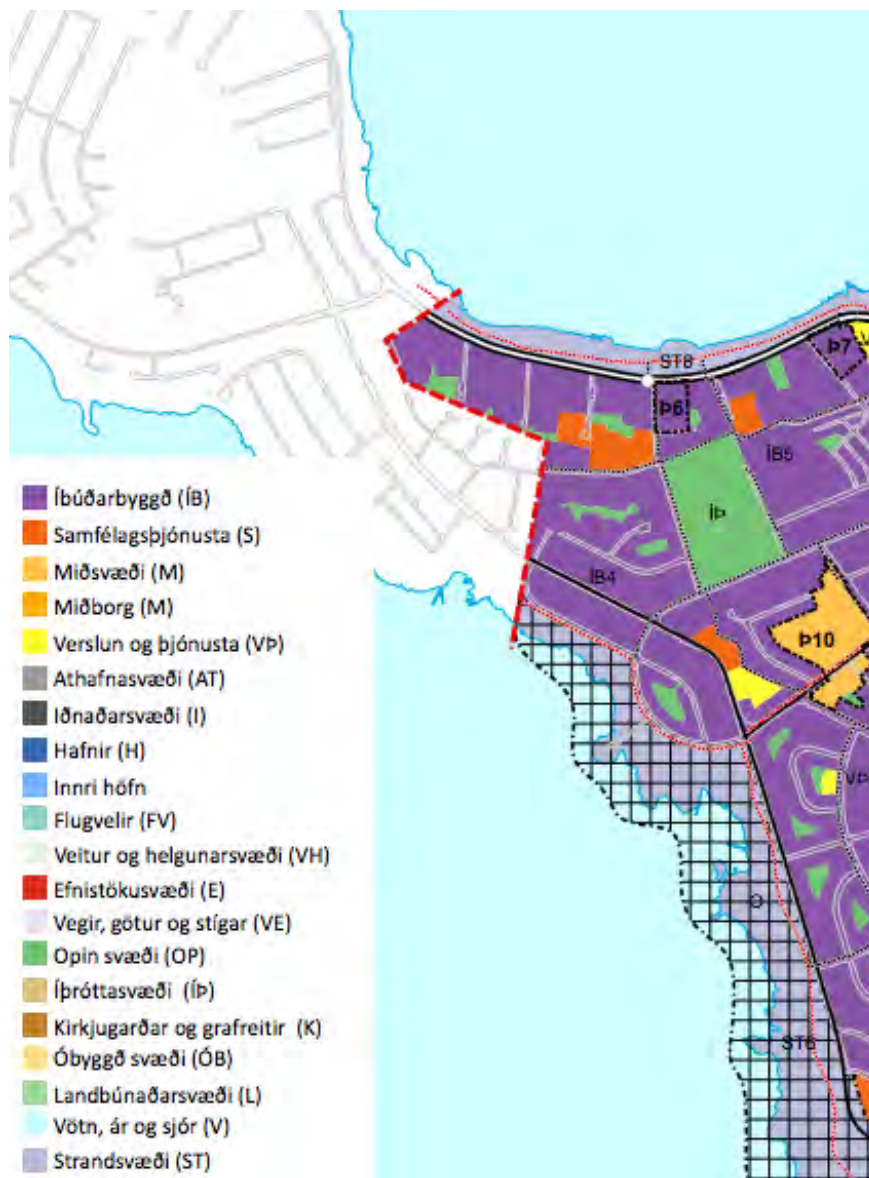 Þ7
Þ6
ÍB5
ÍÞ
ÍB4
Þ10
VÞ
O
Íbúðarbyggð (ÍB)
Samfélagsþjónusta (S)
Miðsvæði (M)
Miðborg (M)
Verslun og þjónusta (VÞ)
Athafnasvæði (AT)
Iðnaðarsvæði (I)
Hafnir (H)
Innri höfn
Flugvelir (FV)
Veitur og helgunarsvæði (VH)
Efnistökusvæði (E)
Vegir, götur og stígar (VE)
Opin svæði (OP)
Íþróttasvæði (ÍÞ)
Kirkjugarðar og grafreitir (K)
Óbyggð svæði (ÓB)
Landbúnaðarsvæði (L)
Vötn, ár og sjór (V)
Strandsvæði (ST)